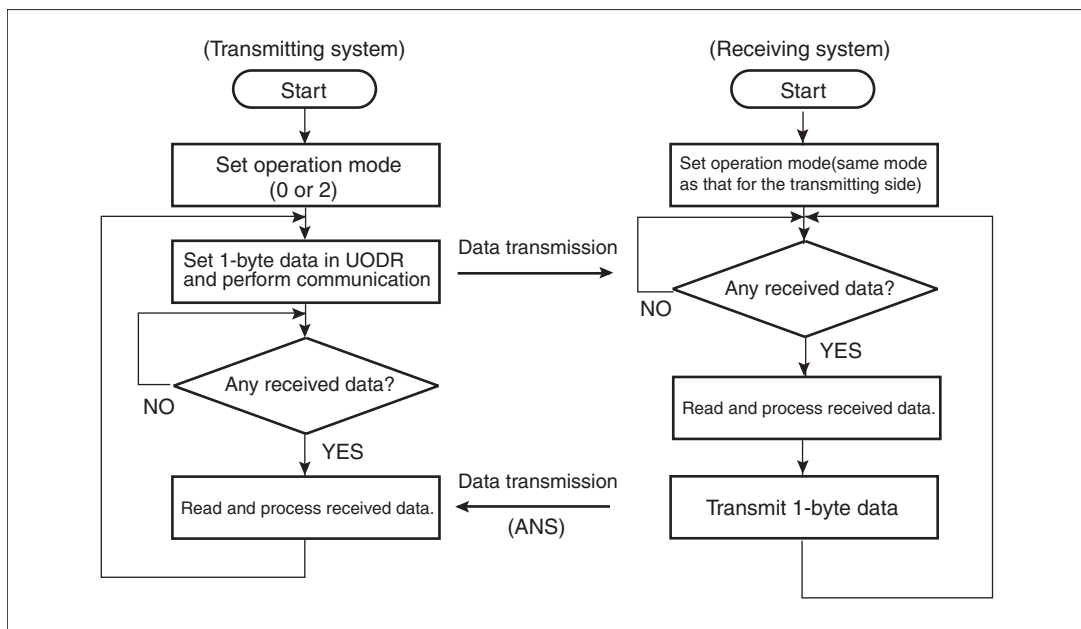 (Transmitting system)
Start
Set operation mode
(0 or 2)
Set 1-byte data in UODR
and perform communication
Any received data?
NO
YES
Read and process received data.
Data transmission
Data transmission
(ANS)
(Receiving system)
Start
Set operation mode(same mode
as that for the transmitting side)
Any received data?
NO
YES
Read and process received data.
Transmit 1-byte data